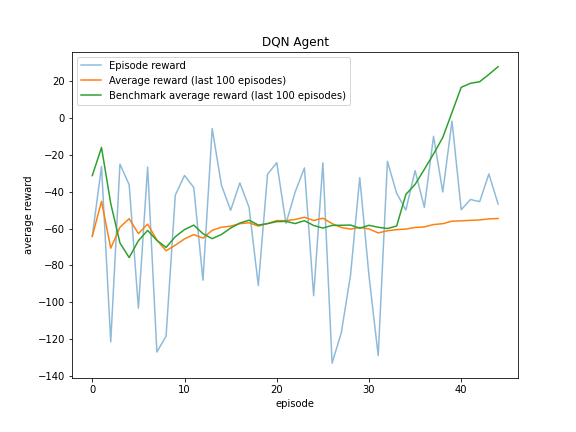 DQN Agent
Episode reward
Average reward (last 100 episodes)
Benchmark average reward (last 100 episodes)
average reward
20
0
−20
−40
−60
−80
−100
−120
−140
0 10 20 30 40
episode